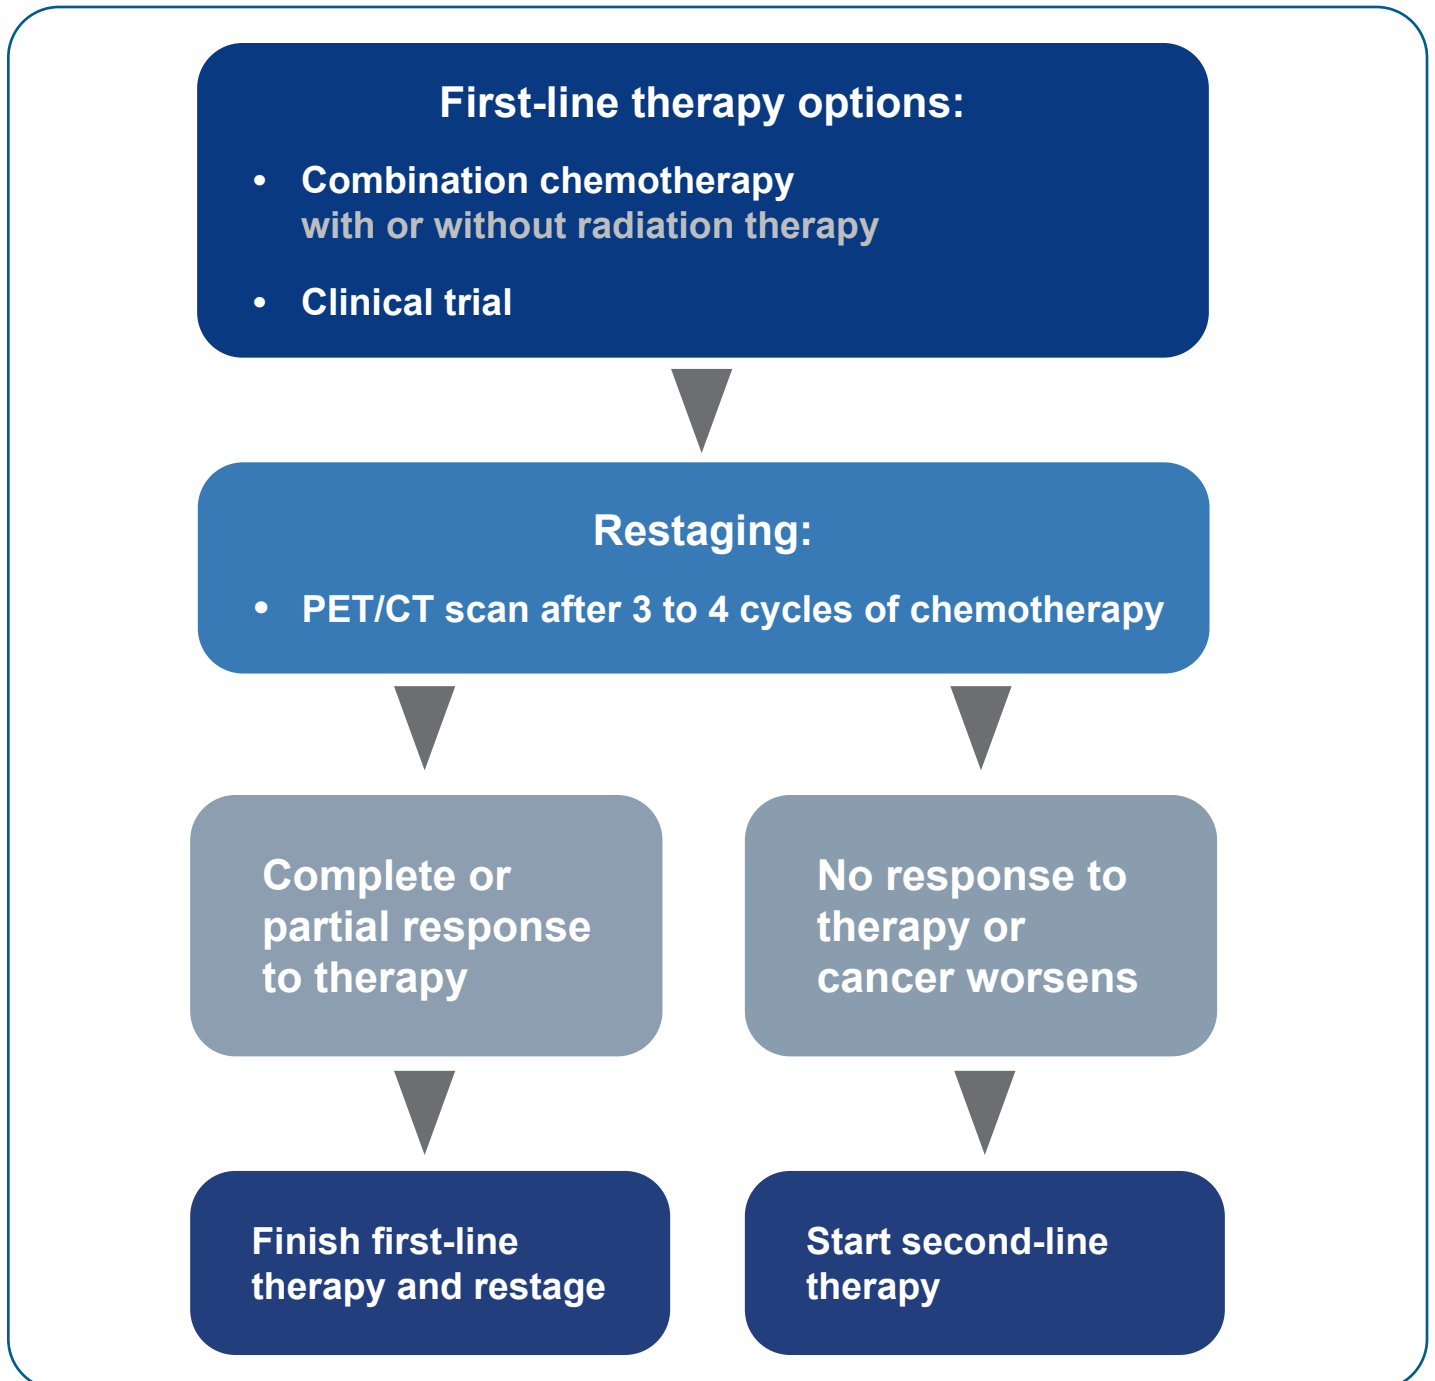 First-line therapy options:
• Combination chemotherapy
with or without radiation therapy
• Clinical trial
Restaging:
• PET/CT scan after 3 to 4 cycles of chemotherapy
Complete or
partial response
to therapy
No response to
therapy or
cancer worsens
Finish first-line
therapy and restage
Start second-line
therapy